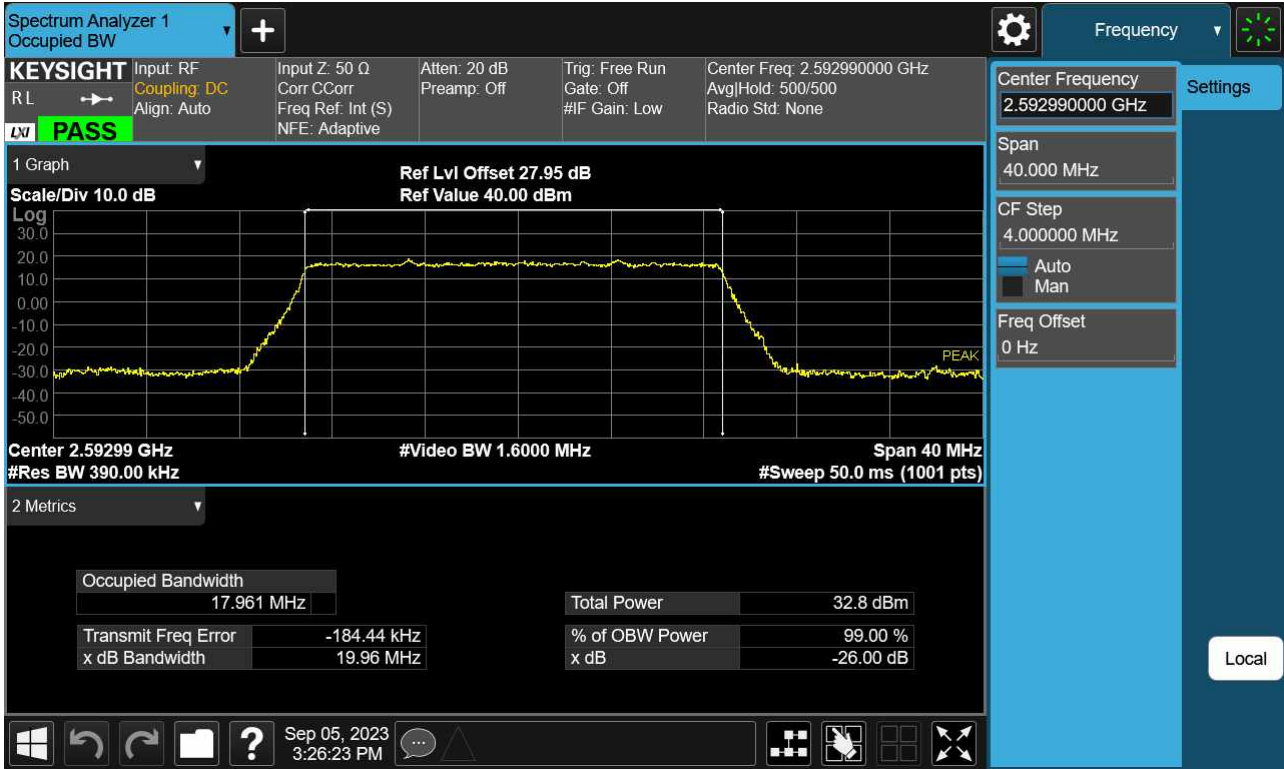 Spectrum Analyzer 1
Occupied BW
Frequency
KEYSIGHT
R L
LXI PASS
Input: RF
Coupling: DC
Align: Auto
Input Z: 50 Ω
Corr CCorr
Freq Ref: Int (S)
NFE: Adaptive
Atten: 20 dB
Preamp: Off
Trig: Free Run
Gate: Off
#IF Gain: Low
Center Freq: 2.592990000 GHz
Avg|Hold: 500/500
Radio Std: None
Center Frequency
2.592990000 GHz
Settings
Span
40.000 MHz
CF Step
4.000000 MHz
Auto
Man
Freq Offset
0 Hz
Local
1 Graph
Scale/Div 10.0 dB
Ref Lvl Offset 27.95 dB
Ref Value 40.00 dBm
Log
30.0
20.0
10.0
0.00
-10.0
-20.0
-30.0
-40.0
-50.0
PEAK
Center 2.59299 GHz
#Video BW 1.6000 MHz
Span 40 MHz
#Res BW 390.00 kHz
#Sweep 50.0 ms (1001 pts)
2 Metrics
Occupied Bandwidth
17.961 MHz
Total Power 32.8 dBm
Transmit Freq Error -184.44 kHz
% of OBW Power 99.00 %
x dB Bandwidth 19.96 MHz
x dB -26.00 dB
?
Sep 05, 2023
3:26:23 PM